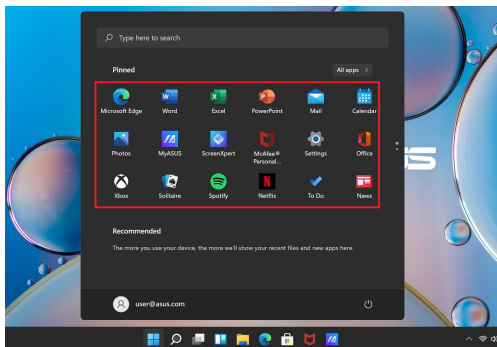 Type here to search
Pinned
All apps >
Microsoft Edge
Word
Excel
PowerPoint
Mail
Calendar
Photos
MyASUS
ScreenXpert
McAfee®
Personal...
Settings
Office
Xbox
Solitaire
Spotify
Netflix
To Do
News
Recommended
The more you use your device, the more we'll show your recent files and new apps here.
user@asus.com